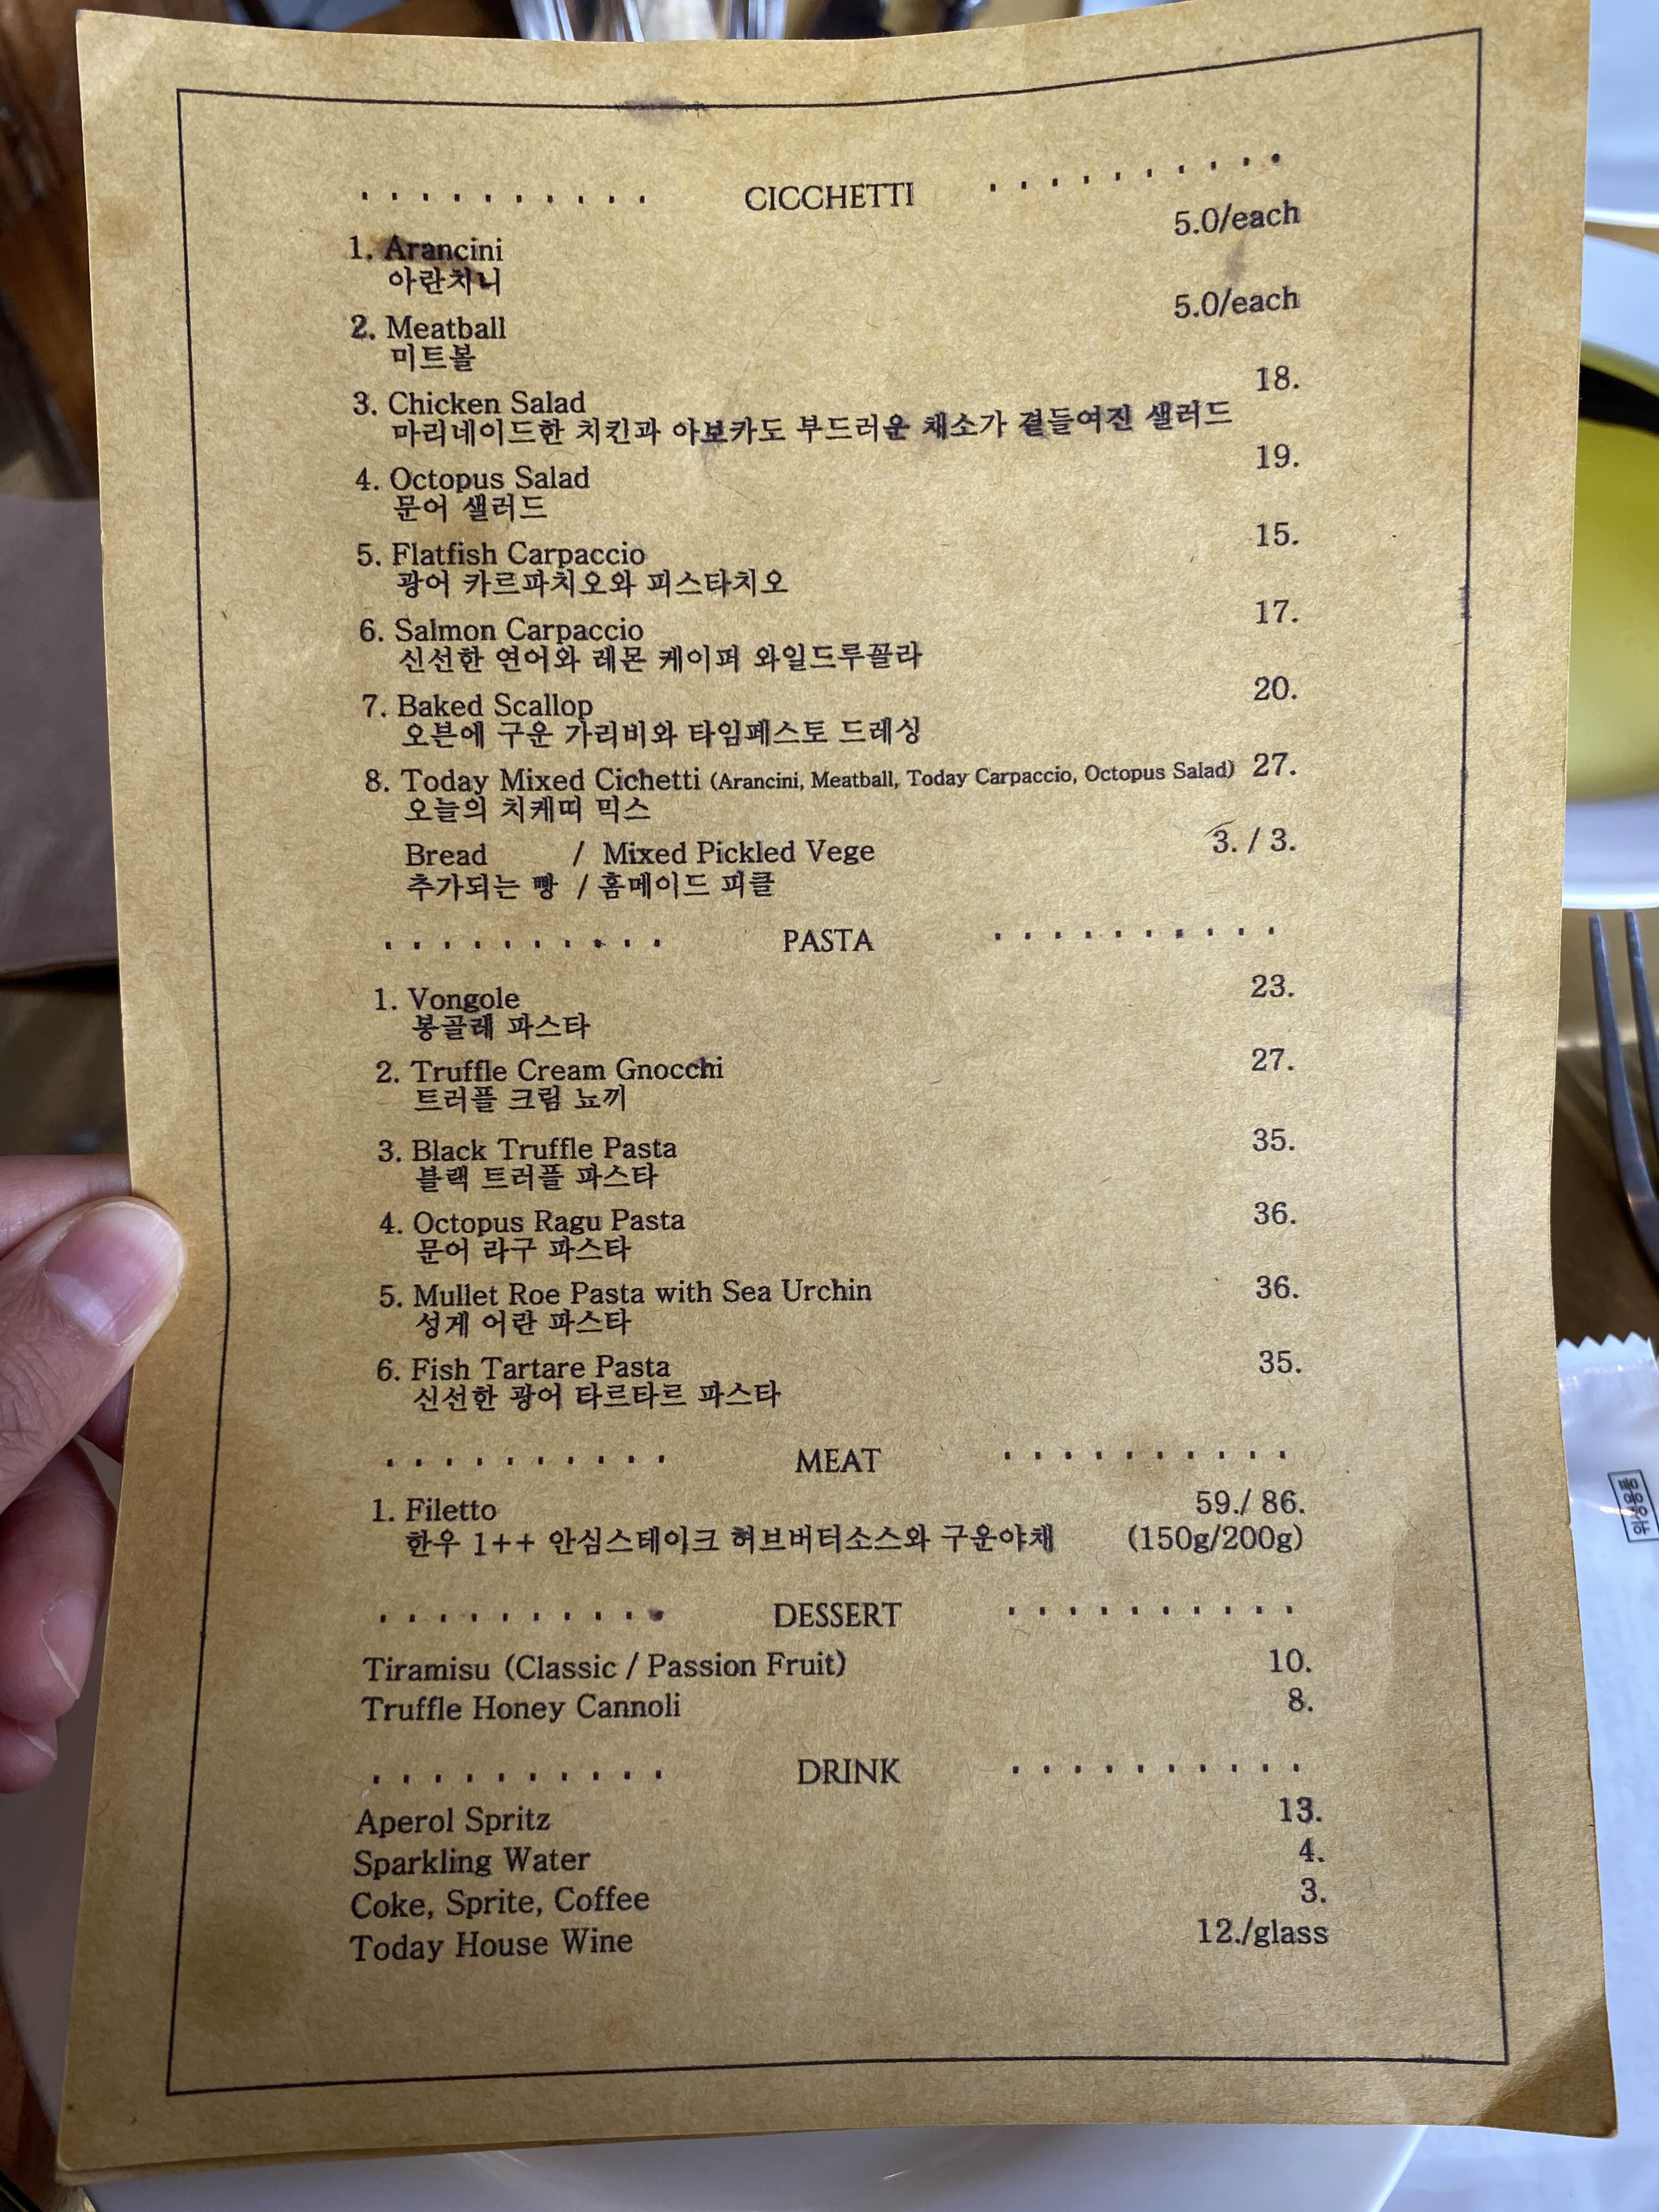 CICCHETTI
1. Arancini 5.0/each
아란치니
2. Meatball 5.0/each
미트볼
3. Chicken Salad 18.
마리네이드한 치킨과 아보카도 부드러운 채소가 곁들여진 샐러드
4. Octopus Salad 19.
문어 샐러드
5. Flatfish Carpaccio 15.
광어 카르파치오와 피스타치오
6. Salmon Carpaccio 17.
신선한 연어와 레몬 케이퍼 와일드루꼴라
7. Baked Scallop 20.
오븐에 구운 가리비와 타임페스토 드레싱
8. Today Mixed Cichetti (Arancini, Meatball, Today Carpaccio, Octopus Salad) 27.
오늘의 치케띠 믹스
Bread / Mixed Pickled Vege 3. / 3.
추가되는 빵 / 홈메이드 피클
PASTA
1. Vongole 23.
봉골레 파스타
2. Truffle Cream Gnocchi 27.
트러플 크림 뇨끼
3. Black Truffle Pasta 35.
블랙 트러플 파스타
4. Octopus Ragu Pasta 36.
문어 라구 파스타
5. Mullet Roe Pasta with Sea Urchin 36.
성게 어란 파스타
6. Fish Tartare Pasta 35.
신선한 광어 타르타르 파스타
MEAT
1. Filetto 59./ 86.
한우 1++ 안심스테이크 허브버터소스와 구운야채 (150g/200g)
DESSERT
Tiramisu (Classic / Passion Fruit) 10.
Truffle Honey Cannoli 8.
DRINK
Aperol Spritz 13.
Sparkling Water 4.
Coke, Sprite, Coffee 3.
Today House Wine 12./glass
위생용품